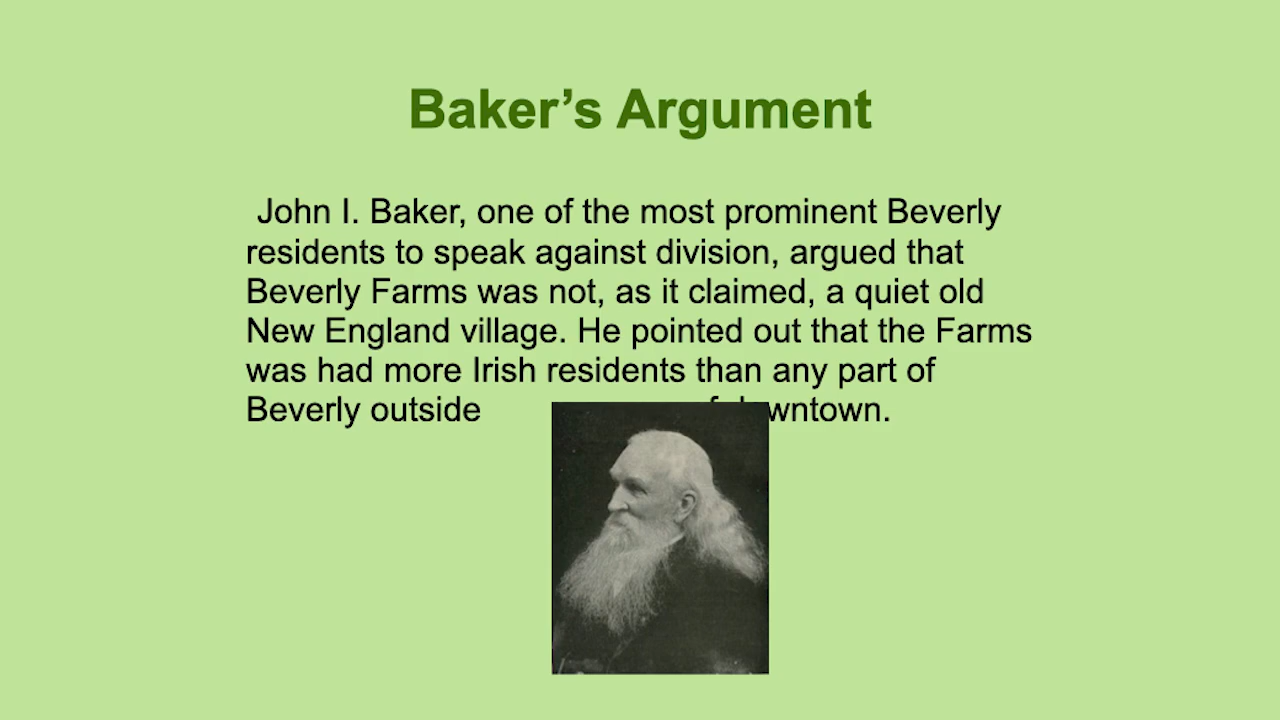 Baker’s Argument
John I. Baker, one of the most prominent Beverly
residents to speak against division, argued that
Beverly Farms was not, as it claimed, a quiet old
New England village. He pointed out that the Farms
was had more Irish residents than any part of
Beverly outside of downtown.